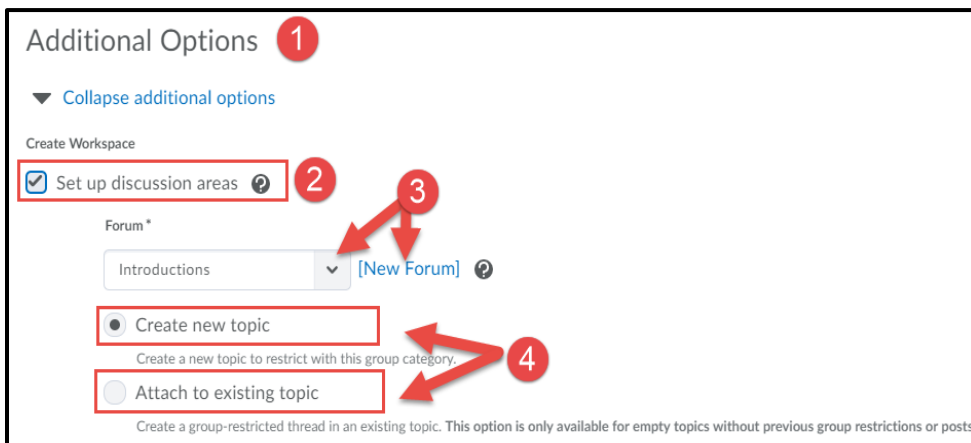 Additional Options 1
Collapse additional options
Create Workspace
Set up discussion areas ? 2
3
Forum *
Introductions [New Forum] ?
Create new topic
Create a new topic to restrict with this group category.
4
Attach to existing topic
Create a group-restricted thread in an existing topic. This option is only available for empty topics without previous group restrictions or posts